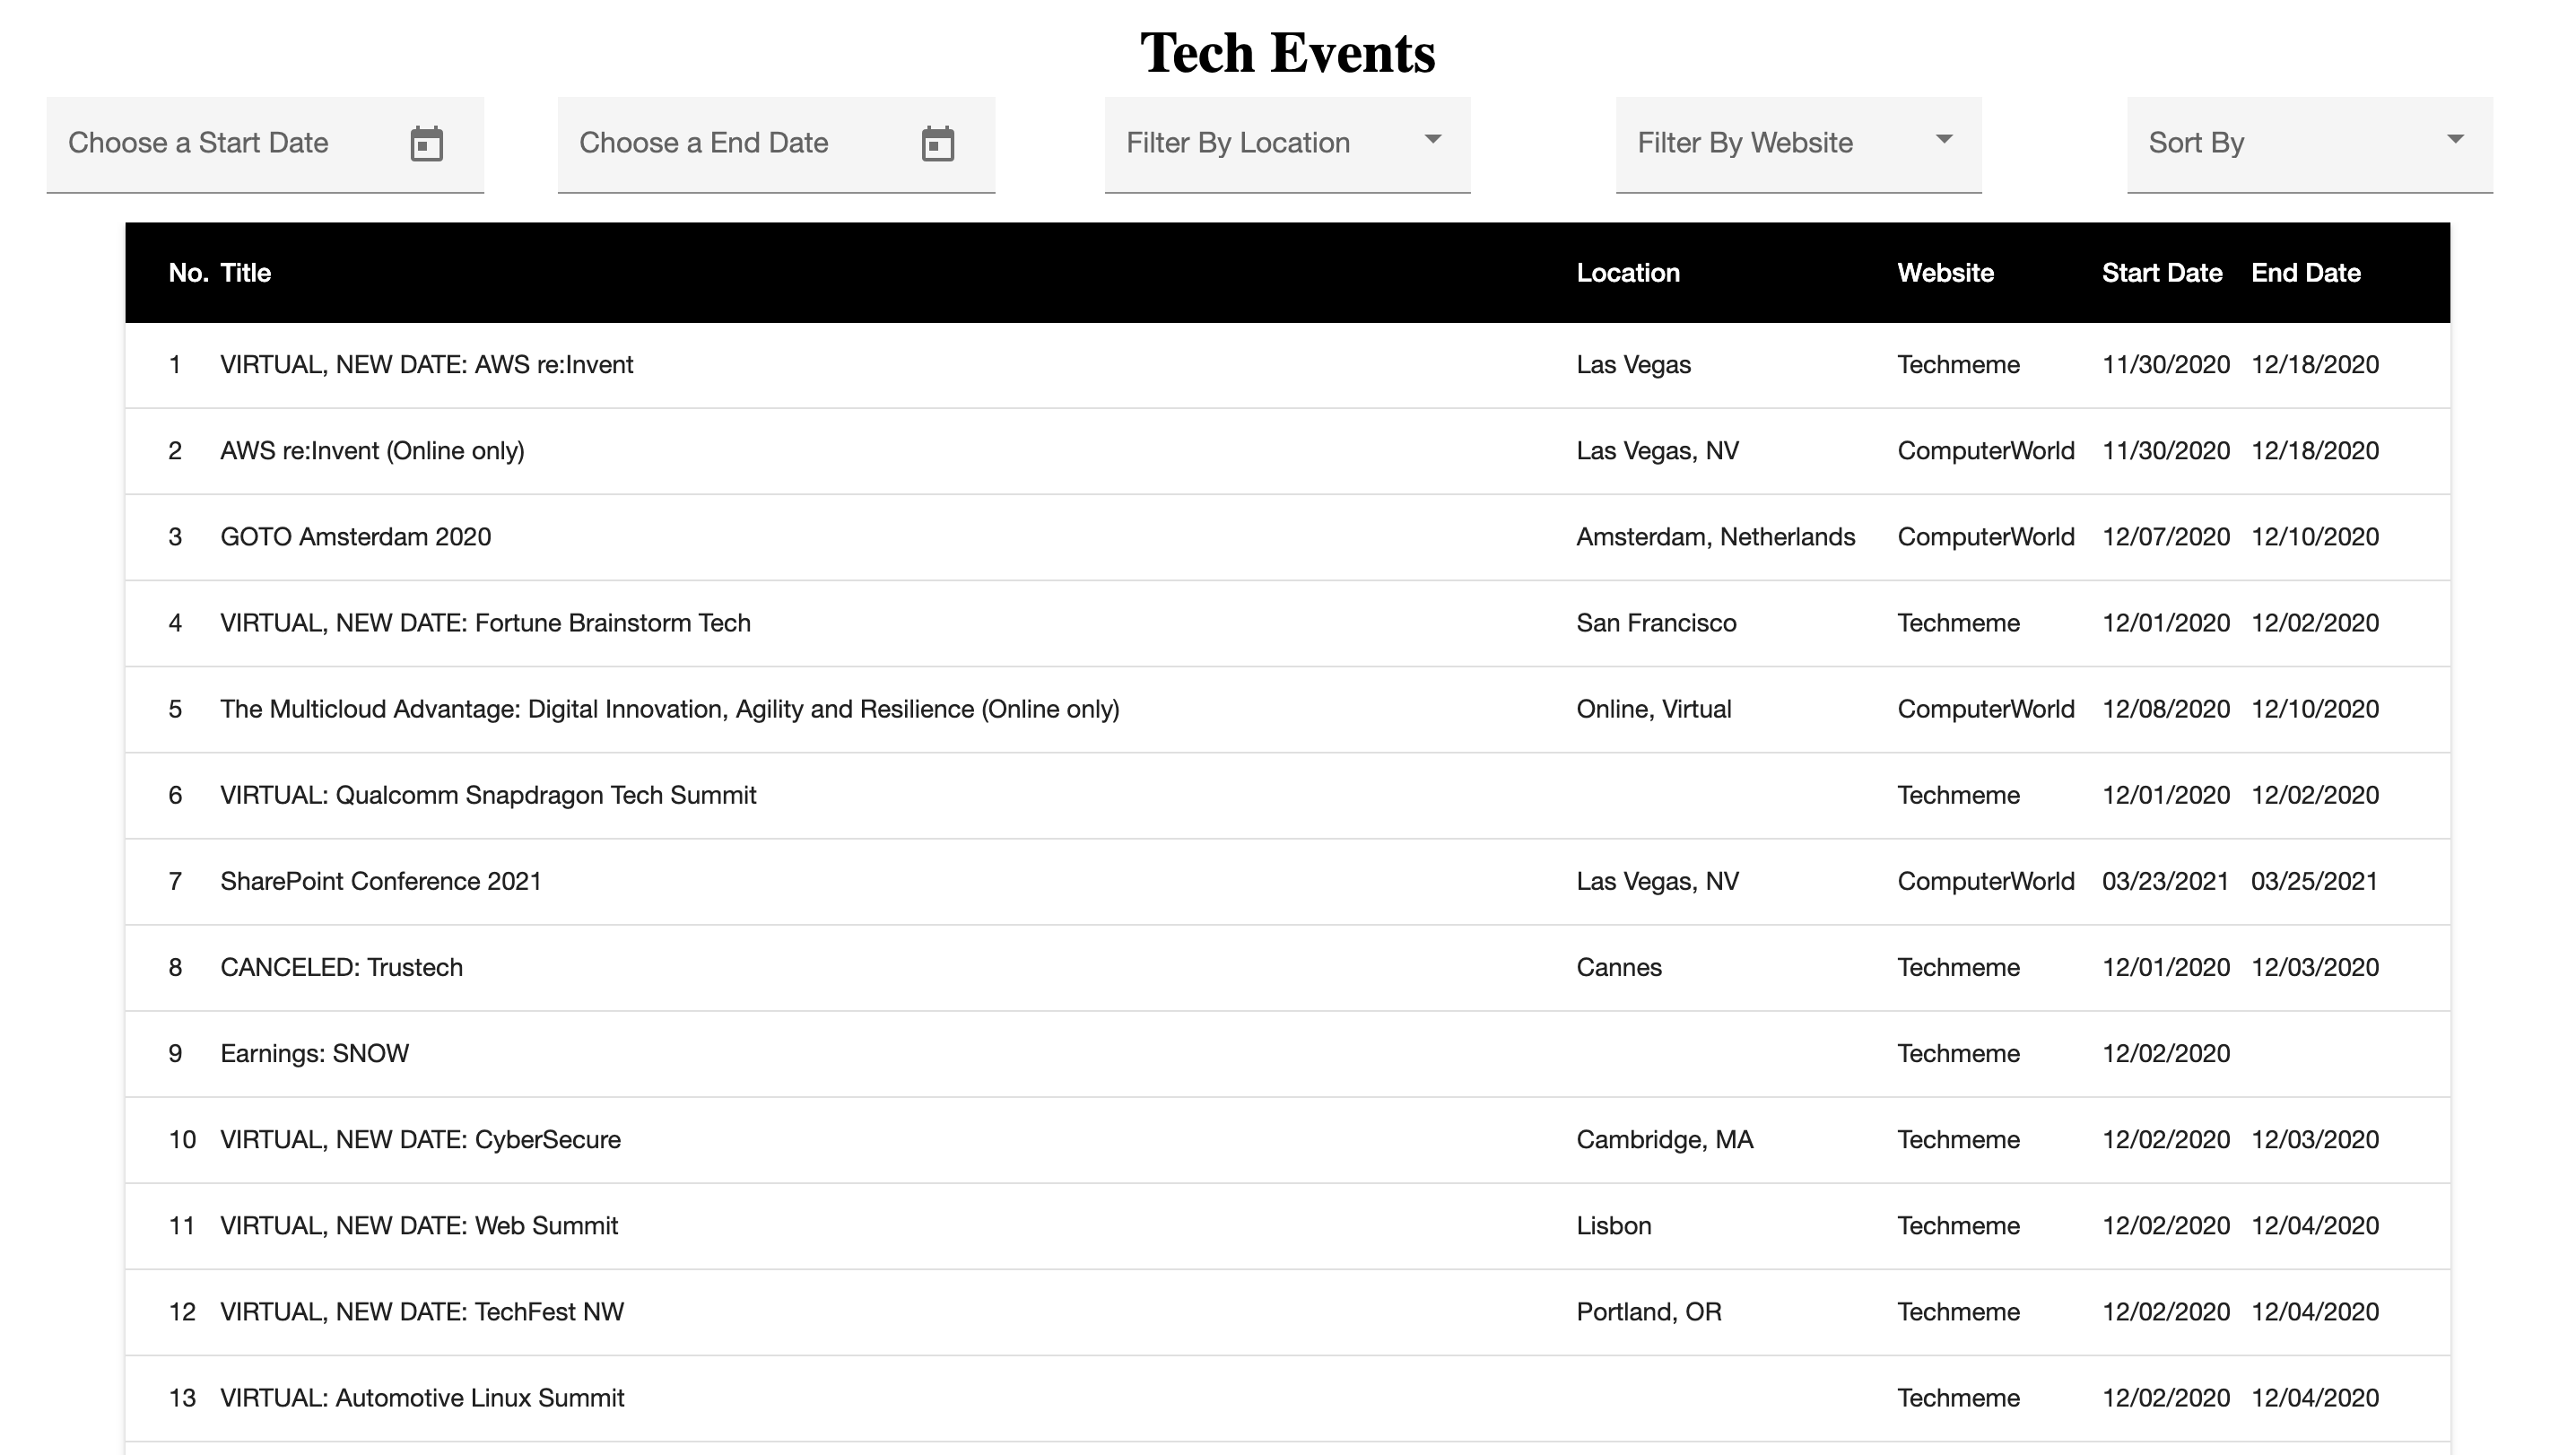 Tech Events
Choose a Start Date Choose a End Date Filter By Location Filter By Website Sort By
No. Title Location Website Start Date End Date
1 VIRTUAL, NEW DATE: AWS re:Invent Las Vegas Techmeme 11/30/2020 12/18/2020
2 AWS re:Invent (Online only) Las Vegas, NV ComputerWorld 11/30/2020 12/18/2020
3 GOTO Amsterdam 2020 Amsterdam, Netherlands ComputerWorld 12/07/2020 12/10/2020
4 VIRTUAL, NEW DATE: Fortune Brainstorm Tech San Francisco Techmeme 12/01/2020 12/02/2020
5 The Multicloud Advantage: Digital Innovation, Agility and Resilience (Online only) Online, Virtual ComputerWorld 12/08/2020 12/10/2020
6 VIRTUAL: Qualcomm Snapdragon Tech Summit Techmeme 12/01/2020 12/02/2020
7 SharePoint Conference 2021 Las Vegas, NV ComputerWorld 03/23/2021 03/25/2021
8 CANCELED: Trustech Cannes Techmeme 12/01/2020 12/03/2020
9 Earnings: SNOW Techmeme 12/02/2020
10 VIRTUAL, NEW DATE: CyberSecure Cambridge, MA Techmeme 12/02/2020 12/03/2020
11 VIRTUAL, NEW DATE: Web Summit Lisbon Techmeme 12/02/2020 12/04/2020
12 VIRTUAL, NEW DATE: TechFest NW Portland, OR Techmeme 12/02/2020 12/04/2020
13 VIRTUAL: Automotive Linux Summit Techmeme 12/02/2020 12/04/2020